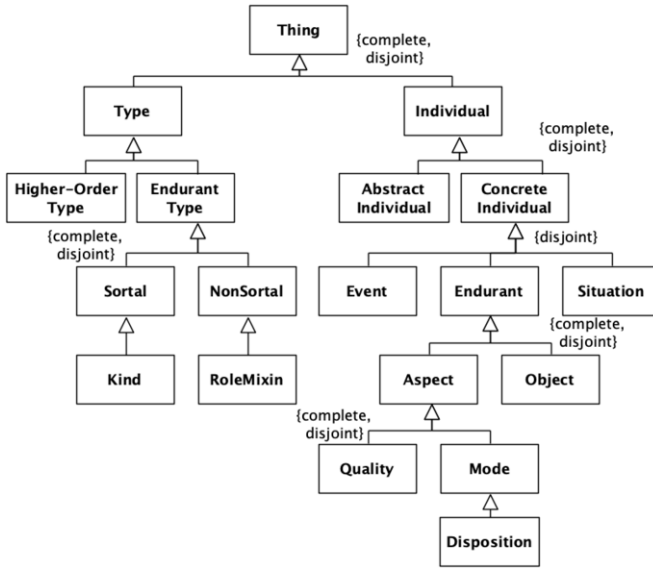 Thing
{complete,
disjoint}
Type
Individual
{complete,
disjoint}
Higher-Order
Type
Endurant
Type
Abstract
Individual
Concrete
Individual
{complete,
disjoint}
{disjoint}
Sortal
NonSortal
Event
Endurant
Situation
{complete,
disjoint}
Kind
RoleMixin
Aspect
Object
{complete,
disjoint}
Quality
Mode
Disposition